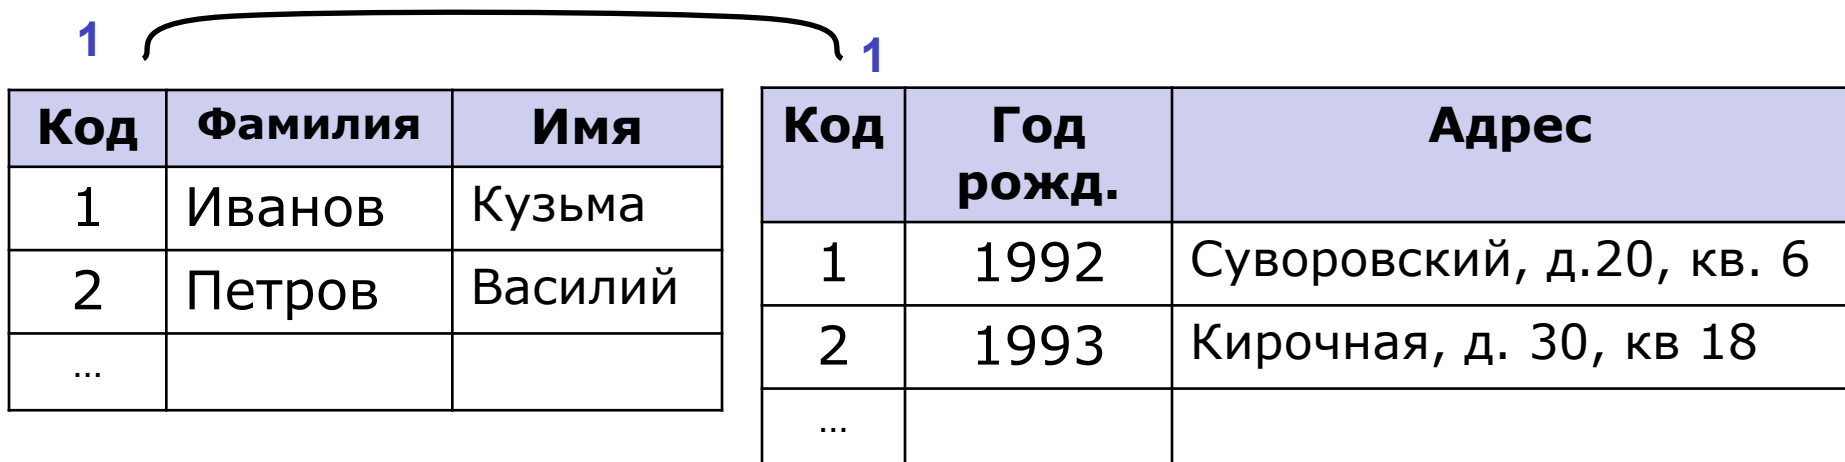 1 1
Код Фамилия Имя
1 Иванов Кузьма
2 Петров Василий
...
Код Год рожд. Адрес
1 1992 Суворовский, д.20, кв. 6
2 1993 Кирочная, д. 30, кв 18
...